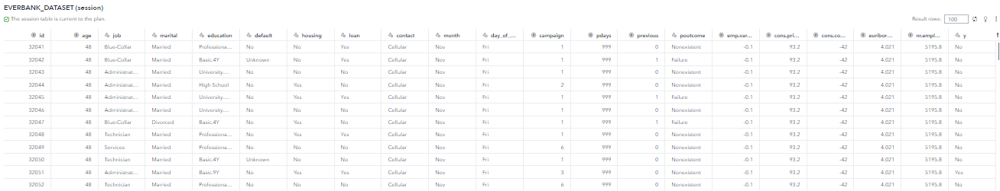 EVERBANK_DATASET (session)
The session table is current to the plan. Result rows: 100
id age job marital education default housing loan contact month day_of_... campaign pdays previous poutcome emp.var... cons.pri... cons.co... euribor... nr.empl... y
32041 48 Blue-Collar Married Professiona... No No Yes Cellular Nov Fri 1 999 0 Nonexistent -0.1 93.2 -42 4.021 5195.8 No
32042 48 Blue-Collar Married Basic.4Y Unknown No No Cellular Nov Fri 1 999 1 Failure -0.1 93.2 -42 4.021 5195.8 No
32043 48 Administrat... Married University.... No No No Cellular Nov Fri 1 999 0 Nonexistent -0.1 93.2 -42 4.021 5195.8 No
32044 48 Administrat... Married High School No Yes No Cellular Nov Fri 2 999 0 Nonexistent -0.1 93.2 -42 4.021 5195.8 No
32045 48 Administrat... Married University.... No Yes Yes Cellular Nov Fri 1 999 1 Failure -0.1 93.2 -42 4.021 5195.8 No
32046 48 Administrat... Married University.... No No No Cellular Nov Fri 1 999 0 Nonexistent -0.1 93.2 -42 4.021 5195.8 No
32047 48 Blue-Collar Divorced Basic.4Y No Yes No Cellular Nov Fri 1 999 1 Failure -0.1 93.2 -42 4.021 5195.8 No
32048 48 Technician Married Professiona... No Yes Yes Cellular Nov Fri 1 999 0 Nonexistent -0.1 93.2 -42 4.021 5195.8 No
32049 48 Services Married Professiona... No No No Cellular Nov Fri 6 999 0 Nonexistent -0.1 93.2 -42 4.021 5195.8 No
32050 48 Technician Married Basic.4Y Unknown No No Cellular Nov Fri 1 999 0 Nonexistent -0.1 93.2 -42 4.021 5195.8 No
32051 48 Administrat... Married Basic.9Y No Yes Yes Cellular Nov Fri 3 999 0 Nonexistent -0.1 93.2 -42 4.021 5195.8 Yes
32052 48 Technician Married Professiona... No No No Cellular Nov Fri 6 999 0 Nonexistent -0.1 93.2 -42 4.021 5195.8 No